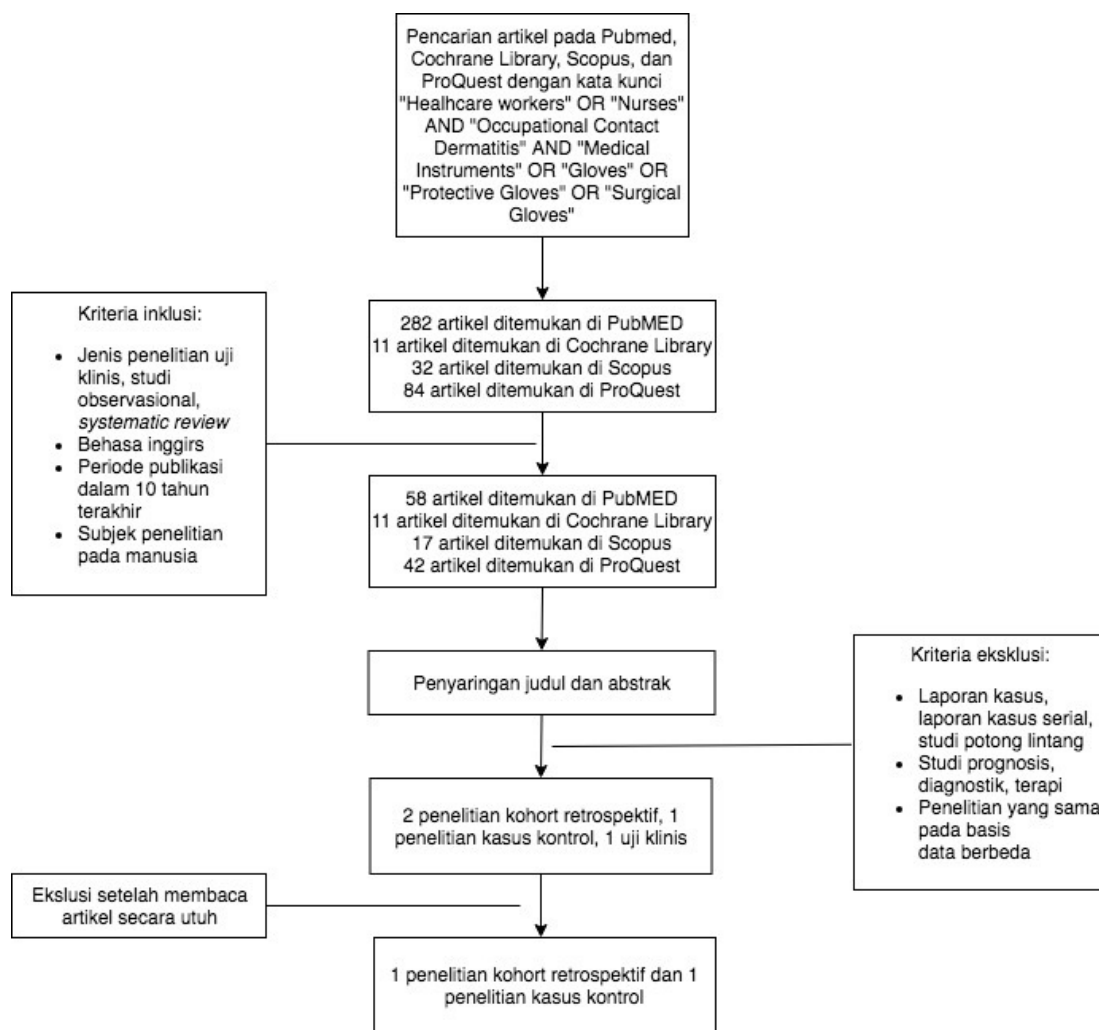 Pencarian artikel pada Pubmed,
Cochrane Library, Scopus, dan
ProQuest dengan kata kunci
"Healhcare workers" OR "Nurses"
AND "Occupational Contact
Dermatitis" AND "Medical
Instruments" OR "Gloves" OR
"Protective Gloves" OR "Surgical
Gloves"
282 artikel ditemukan di PubMED
11 artikel ditemukan di Cochrane Library
32 artikel ditemukan di Scopus
84 artikel ditemukan di ProQuest
Kriteria inklusi:
• Jenis penelitian uji
klinis, studi
observasional,
systematic review
• Behasa inggirs
• Periode publikasi
dalam 10 tahun
terakhir
• Subjek penelitian
pada manusia
58 artikel ditemukan di PubMED
11 artikel ditemukan di Cochrane Library
17 artikel ditemukan di Scopus
42 artikel ditemukan di ProQuest
Penyaringan judul dan abstrak
Kriteria eksklusi:
• Laporan kasus,
laporan kasus serial,
studi potong lintang
• Studi prognosis,
diagnostik, terapi
• Penelitian yang sama
pada basis
data berbeda
2 penelitian kohort retrospektif, 1
penelitian kasus kontrol, 1 uji klinis
Ekslusi setelah membaca
artikel secara utuh
1 penelitian kohort retrospektif dan 1
penelitian kasus kontrol